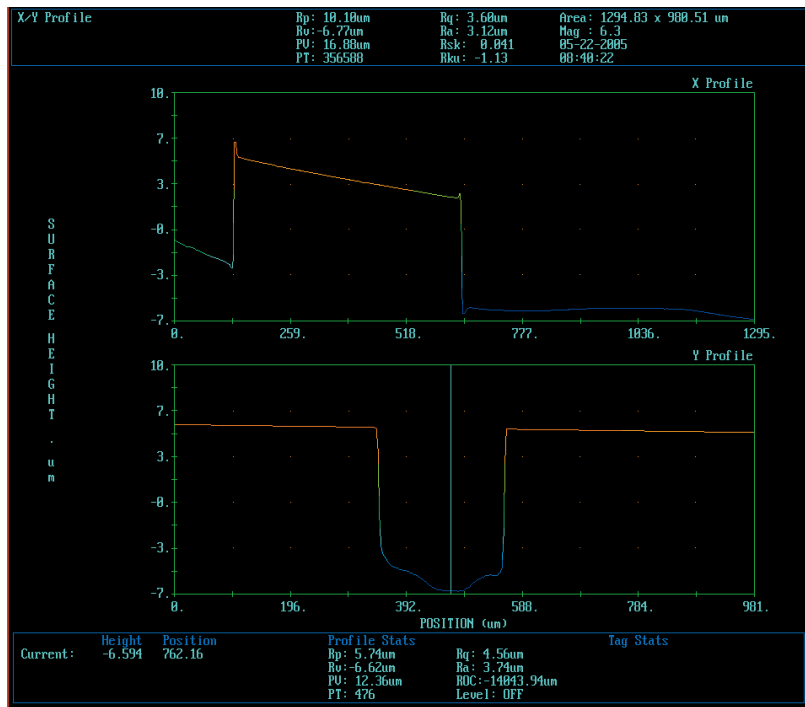 X/Y Profile Rp: 10.10um Rq: 3.60um Area: 1294.83 x 980.51 um
Rv:-6.77um Ra: 3.12um Mag : 6.3
PV: 16.88um Rsk: 0.041 05-22-2005
PT: 356588 Rku: -1.13 08:40:22
X Profile
10.
7.
3.
-0.
-3.
-7.
0. 259. 518. 777. 1036. 1295.
SURFACE HEIGHT . um
Y Profile
10.
7.
3.
-0.
-3.
-7.
0. 196. 392. 588. 784. 981.
POSITION (um)
Height Position Profile Stats Tag Stats
Current: -6.594 762.16 Rp: 5.74um Rq: 4.56um
Rv:-6.62um Ra: 3.74um
PV: 12.36um ROC:-14043.94um
PT: 476 Level: OFF